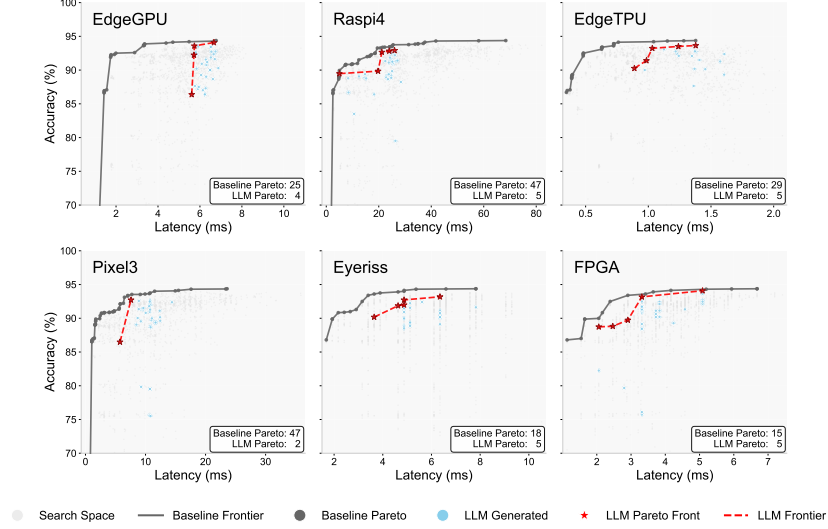 EdgeGPU
Raspi4
EdgeTPU
100
95
90
85
80
75
70
Accuracy (%)
Baseline Pareto: 25
LLM Pareto: 4
Baseline Pareto: 47
LLM Pareto: 5
Baseline Pareto: 29
LLM Pareto: 5
2 4 6 8 10
0 20 40 60 80
0.5 1.0 1.5 2.0
Latency (ms)
Latency (ms)
Latency (ms)
Pixel3
Eyeriss
FPGA
100
95
90
85
80
75
70
Accuracy (%)
Baseline Pareto: 47
LLM Pareto: 2
Baseline Pareto: 18
LLM Pareto: 5
Baseline Pareto: 15
LLM Pareto: 5
0 10 20 30
2 4 6 8 10
2 3 4 5 6 7
Latency (ms)
Latency (ms)
Latency (ms)
Search Space
Baseline Frontier
Baseline Pareto
LLM Generated
LLM Pareto Front
LLM Frontier